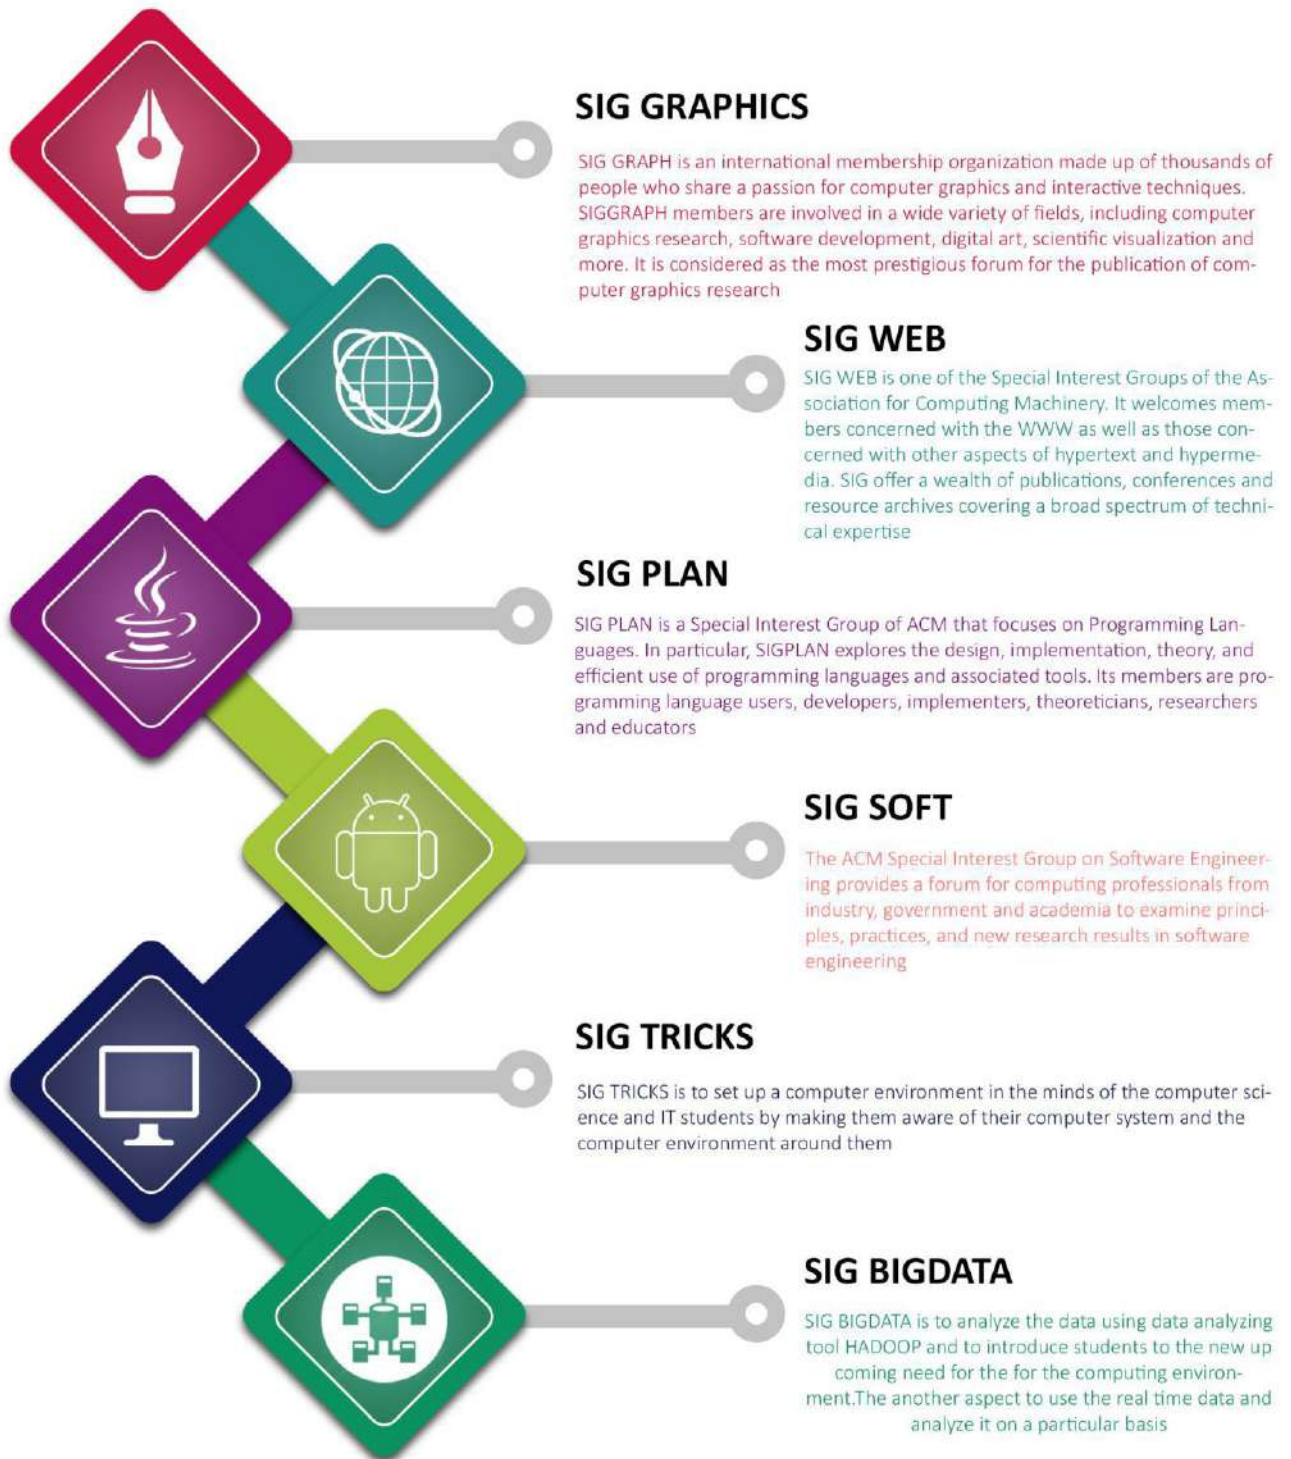 SIG GRAPHICS
SIG GRAPH is an international membership organization made up of thousands of
people who share a passion for computer graphics and interactive techniques.
SIGGRAPH members are involved in a wide variety of fields, including computer
graphics research, software development, digital art, scientific visualization and
more. It is considered as the most prestigious forum for the publication of com-
puter graphics research
SIG WEB
SIG WEB is one of the Special Interest Groups of the As-
sociation for Computing Machinery. It welcomes mem-
bers concerned with the WWW as well as those con-
cerned with other aspects of hypertext and hyperme-
dia. SIG offer a wealth of publications, conferences and
resource archives covering a broad spectrum of techni-
cal expertise
SIG PLAN
SIG PLAN is a Special Interest Group of ACM that focuses on Programming Lan-
guages. In particular, SIGPLAN explores the design, implementation, theory, and
efficient use of programming languages and associated tools. Its members are pro-
gramming language users, developers, implementers, theoreticians, researchers
and educators
SIG SOFT
The ACM Special Interest Group on Software Engineer-
ing provides a forum for computing professionals from
industry, government and academia to examine princi-
ples, practices, and new research results in software
engineering
SIG TRICKS
SIG TRICKS is to set up a computer environment in the minds of the computer sci-
ence and IT students by making them aware of their computer system and the
computer environment around them
SIG BIGDATA
SIG BIGDATA is to analyze the data using data analyzing
tool HADOOP and to introduce students to the new up
coming need for the for the computing environ-
ment.The another aspect to use the real time data and
analyze it on a particular basis